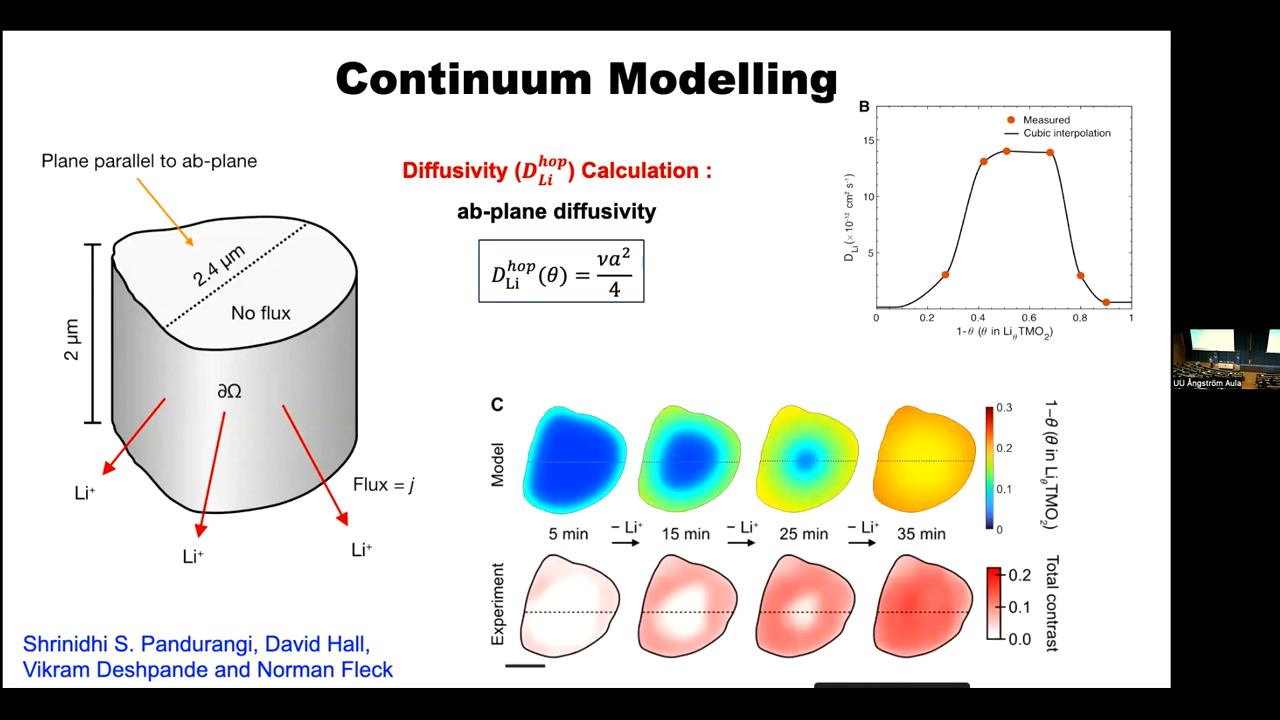 Continuum Modelling
Plane parallel to ab-plane
2.4 μm
No flux
2 μm
∂Ω
Flux = j
Li⁺
Li⁺
Li⁺
Diffusivity (D_Li^hop) Calculation :
ab-plane diffusivity
D_Li^hop(θ) = νa²/4
B
Measured
Cubic interpolation
15
10
5
D_Li (×10⁻¹² cm² s⁻¹)
0 0.2 0.4 0.6 0.8 1
1-θ (θ in Li_θTMO₂)
C
Model
0.3
0.2
0.1
0
1−θ (θ in Li_θTMO₂)
5 min − Li⁺ 15 min − Li⁺ 25 min − Li⁺ 35 min
Experiment
0.2
0.1
0.0
Total contrast
Shrinidhi S. Pandurangi, David Hall,
Vikram Deshpande and Norman Fleck
UU Ångström Aula